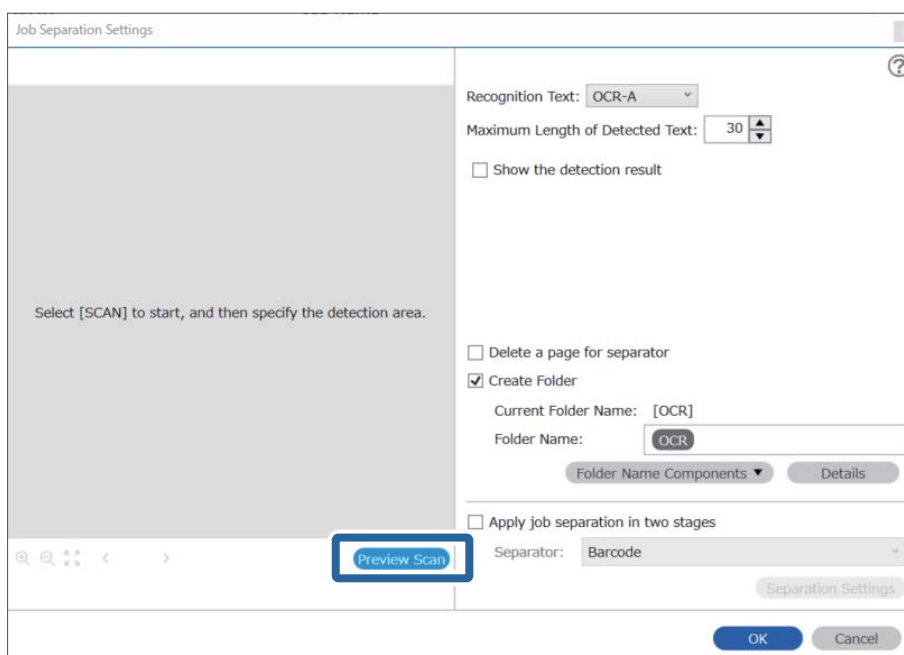 Job Separation Settings
Recognition Text: OCR-A
Maximum Length of Detected Text: 30
Show the detection result
Select [SCAN] to start, and then specify the detection area.
Delete a page for separator
Create Folder
Current Folder Name: [OCR]
Folder Name: OCR
Folder Name Components ▼ Details
Apply job separation in two stages
Preview Scan
Separator: Barcode
Separation Settings
OK Cancel